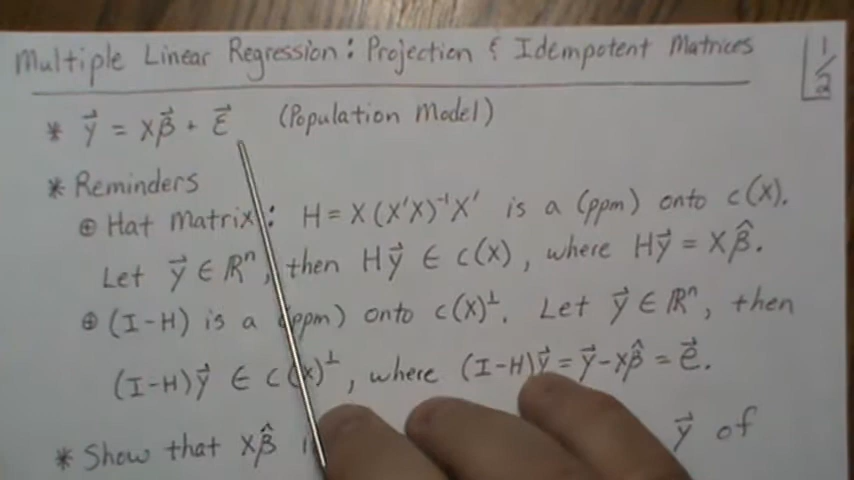 Multiple Linear Regression: Projection & Idempotent Matrices
1/2
* y⃗ = Xβ⃗ + ε⃗ (Population Model)
* Reminders
⊕ Hat Matrix: H = X(X'X)⁻¹X' is a (ppm) onto c(X).
Let y⃗ ∈ ℝⁿ, then Hy⃗ ∈ c(X), where Hy⃗ = Xβ̂⃗.
⊕ (I-H) is a (ppm) onto c(X)^⊥. Let y⃗ ∈ ℝⁿ, then
(I-H)y⃗ ∈ c(X)^⊥, where (I-H)y⃗ = y⃗ - Xβ̂⃗ = e⃗.
* Show that Xβ̂⃗ y⃗ of